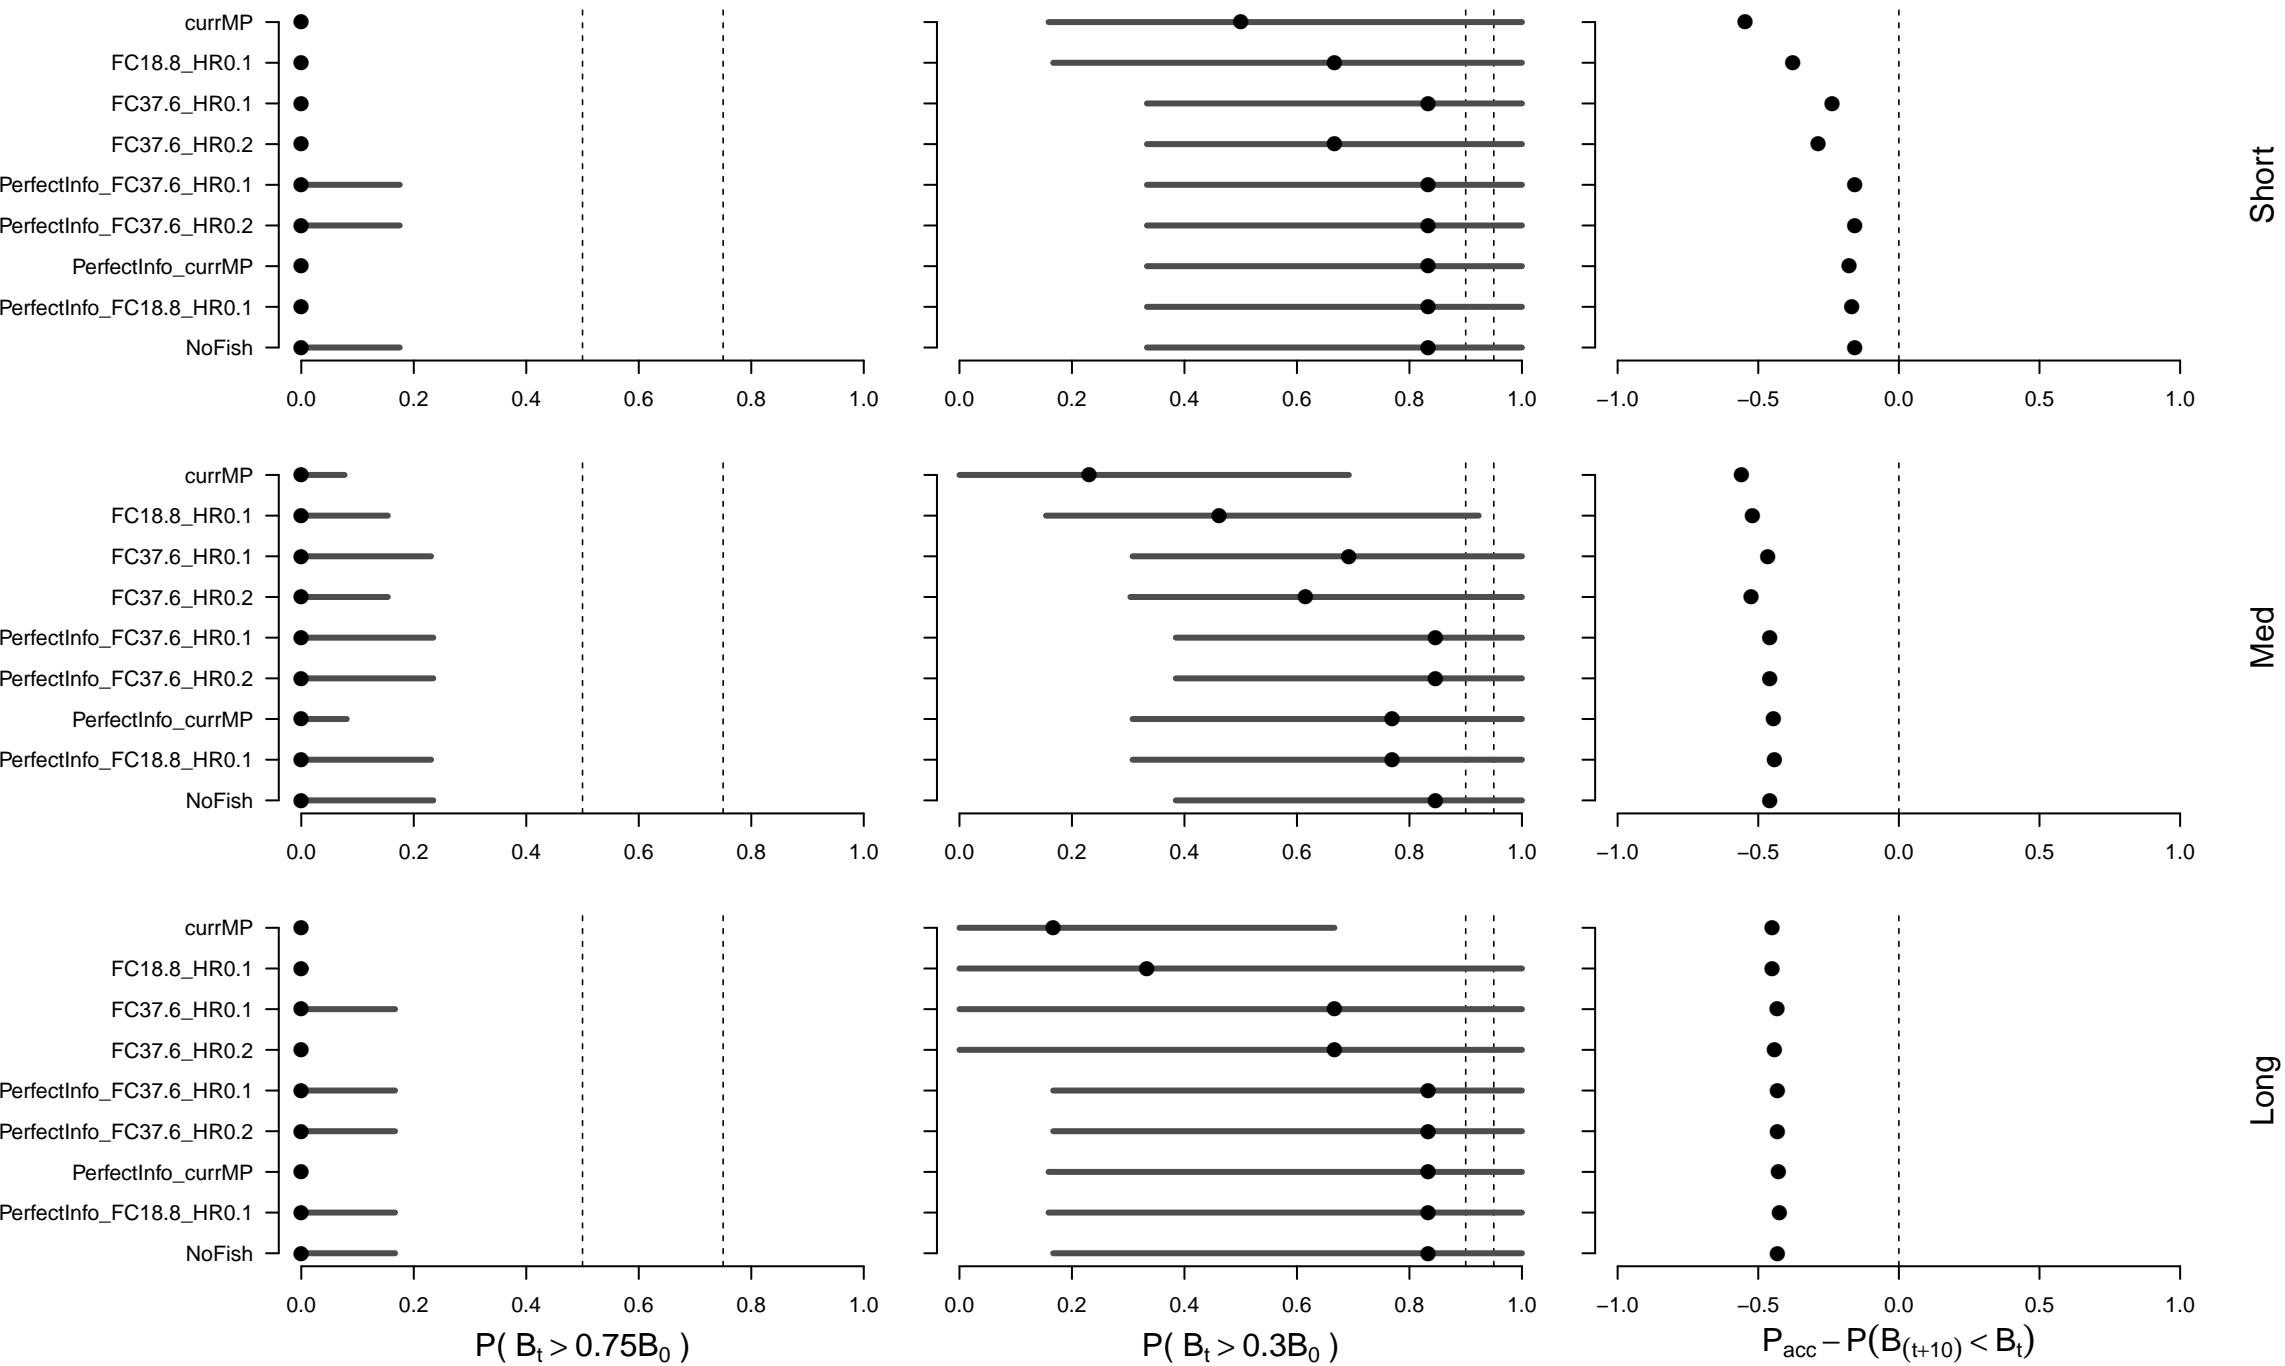 currMP
FC18.8_HR0.1
FC37.6_HR0.1
FC37.6_HR0.2
PerfectInfo_FC37.6_HR0.1
PerfectInfo_FC37.6_HR0.2
PerfectInfo_currMP
PerfectInfo_FC18.8_HR0.1
NoFish
0.0 0.2 0.4 0.6 0.8 1.0
0.0 0.2 0.4 0.6 0.8 1.0
−1.0 −0.5 0.0 0.5 1.0
Short
currMP
FC18.8_HR0.1
FC37.6_HR0.1
FC37.6_HR0.2
PerfectInfo_FC37.6_HR0.1
PerfectInfo_FC37.6_HR0.2
PerfectInfo_currMP
PerfectInfo_FC18.8_HR0.1
NoFish
0.0 0.2 0.4 0.6 0.8 1.0
0.0 0.2 0.4 0.6 0.8 1.0
−1.0 −0.5 0.0 0.5 1.0
Med
currMP
FC18.8_HR0.1
FC37.6_HR0.1
FC37.6_HR0.2
PerfectInfo_FC37.6_HR0.1
PerfectInfo_FC37.6_HR0.2
PerfectInfo_currMP
PerfectInfo_FC18.8_HR0.1
NoFish
0.0 0.2 0.4 0.6 0.8 1.0
0.0 0.2 0.4 0.6 0.8 1.0
−1.0 −0.5 0.0 0.5 1.0
Long
P( B_t > 0.75B_0 )
P( B_t > 0.3B_0 )
P_acc − P(B_(t+10) < B_t)